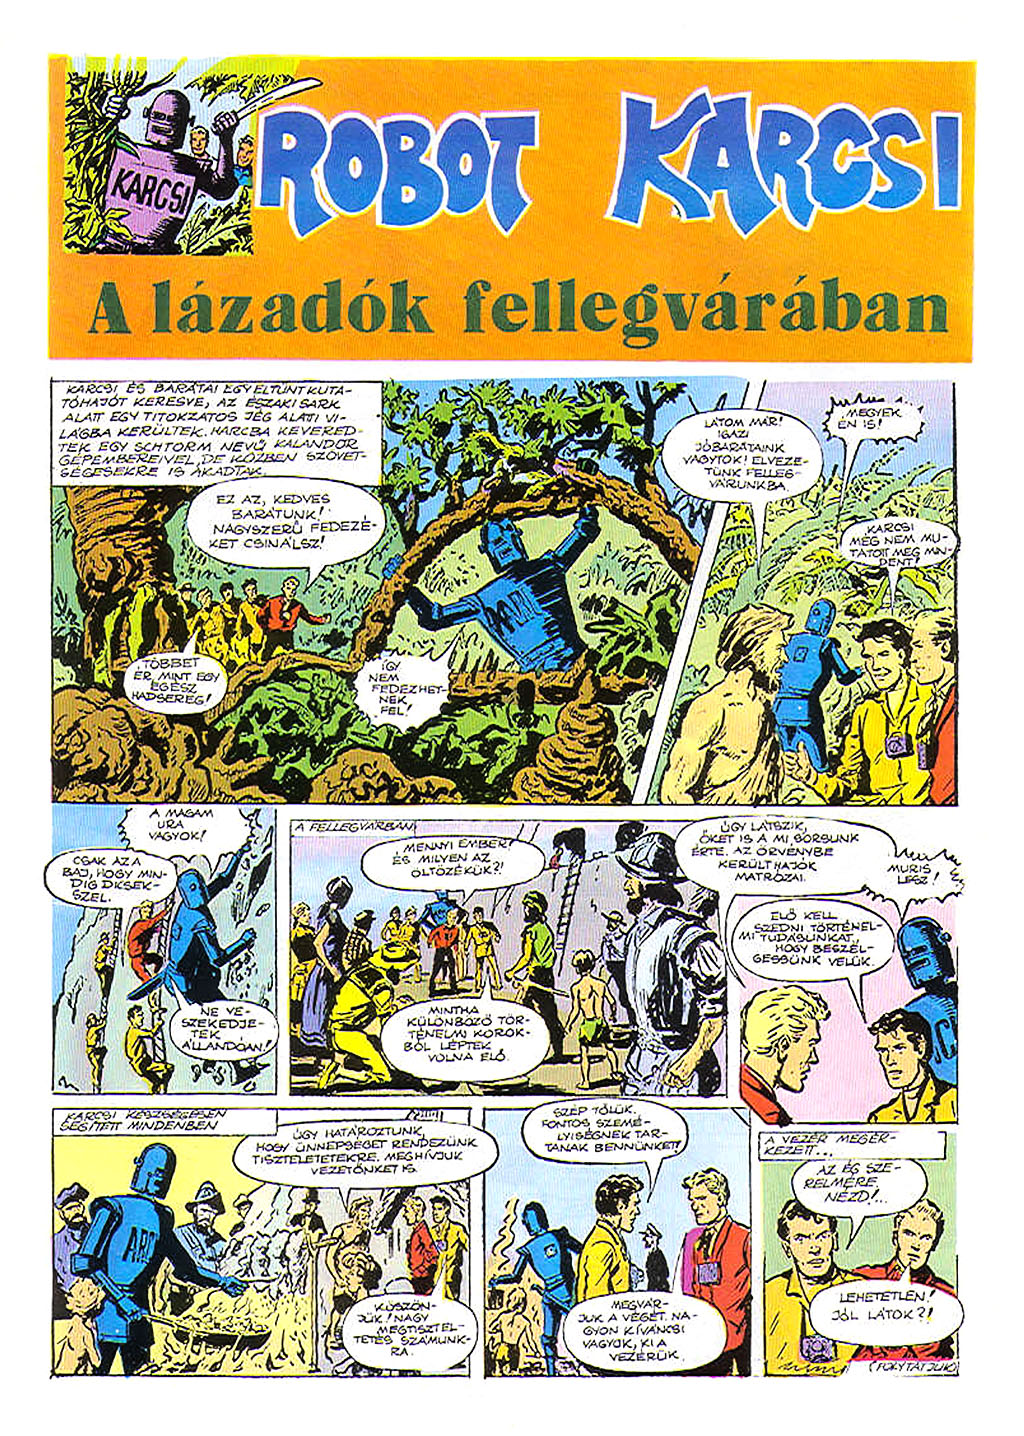 KARCSI
ROBOT KARCSI
A lázadók fellegvárában
KARCSI ÉS BARÁTAI EGY ELTŰNT KUTA-
TÓHAJÓT KERESVE, AZ ÉSZAKI SARK
ALATT EGY TITOKZATOS JÉG ALATTI VI-
LÁGBA KERÜLTEK. HARCBA KEVERED-
TEK EGY SCHTORM NEVŰ KALANDOR
GÉPEMBEREIVEL, DE KÖZBEN SZÖVET-
SÉGESEKRE IS AKADTAK.
EZ AZ, KEDVES
BARÁTUNK!
NAGYSZERŰ FEDEZÉ-
KET CSINÁLSZ!
TÖBBET
ÉR, MINT EGY
EGÉSZ
HADSEREG!
ÍGY
NEM
FEDEZHET-
NEK
FEL!
LÁTOM MÁR!
IGAZI
JÓBARÁTAINK
VAGYTOK! ELVEZE-
TÜNK FELLEG-
VÁRUNKBA.
MEGYEK
ÉN IS!
KARCSI
MÉG NEM MU-
TATOTT MEG MIN-
DENT!
A MAGAM
URA
VAGYOK!
CSAK AZ A
BAJ, HOGY MIN-
DIG DICSEK-
SZEL.
NE VE-
SZEKEDJE-
TEK
ÁLLANDÓAN!
A FELLEGVÁRBAN
MENNYI EMBER!
ÉS MILYEN AZ
ÖLTÖZÉKÜK?!
MINTHA
KÜLÖNBÖZŐ TÖR-
TÉNELMI KOROK-
BÓL LÉPTEK
VOLNA ELŐ.
ÚGY LÁTSZIK,
ŐKET IS A MI SORSUNK
ÉRTE. AZ ÖRVÉNYBE
KERÜLT HAJÓK
MATRÓZAI.
MURIS
LESZ!
ELŐ KELL
SZEDNI TÖRTÉNEL-
MI TUDÁSUNKAT,
HOGY BESZÉL-
GESSÜNK VELÜK.
KARCSI KÉSZSÉGESEN
SEGÍTETT MINDENBEN
ÚGY HATÁROZTUNK,
HOGY ÜNNEPSÉGET RENDEZÜNK
TISZTELETETEKRE. MEGHÍVJUK
VEZETŐNKET IS.
KÖSZÖN-
JÜK! NAGY
MEGTISZTEL-
TETÉS SZÁMUNK-
RA.
SZÉP TŐLÜK.
FONTOS SZEMÉ-
LYISÉGNEK TAR-
TANAK BENNÜNKET!
MEGVÁR-
JUK A VÉGÉT. NA-
GYON KÍVÁNCSI
VAGYOK, KI A
VEZÉRÜK.
A VEZÉR MEGÉR-
KEZETT...
AZ ÉG SZE-
RELMÉRE,
NÉZD!...
LEHETETLEN!
JÓL LÁTOK?!
(FOLYTATJUK)